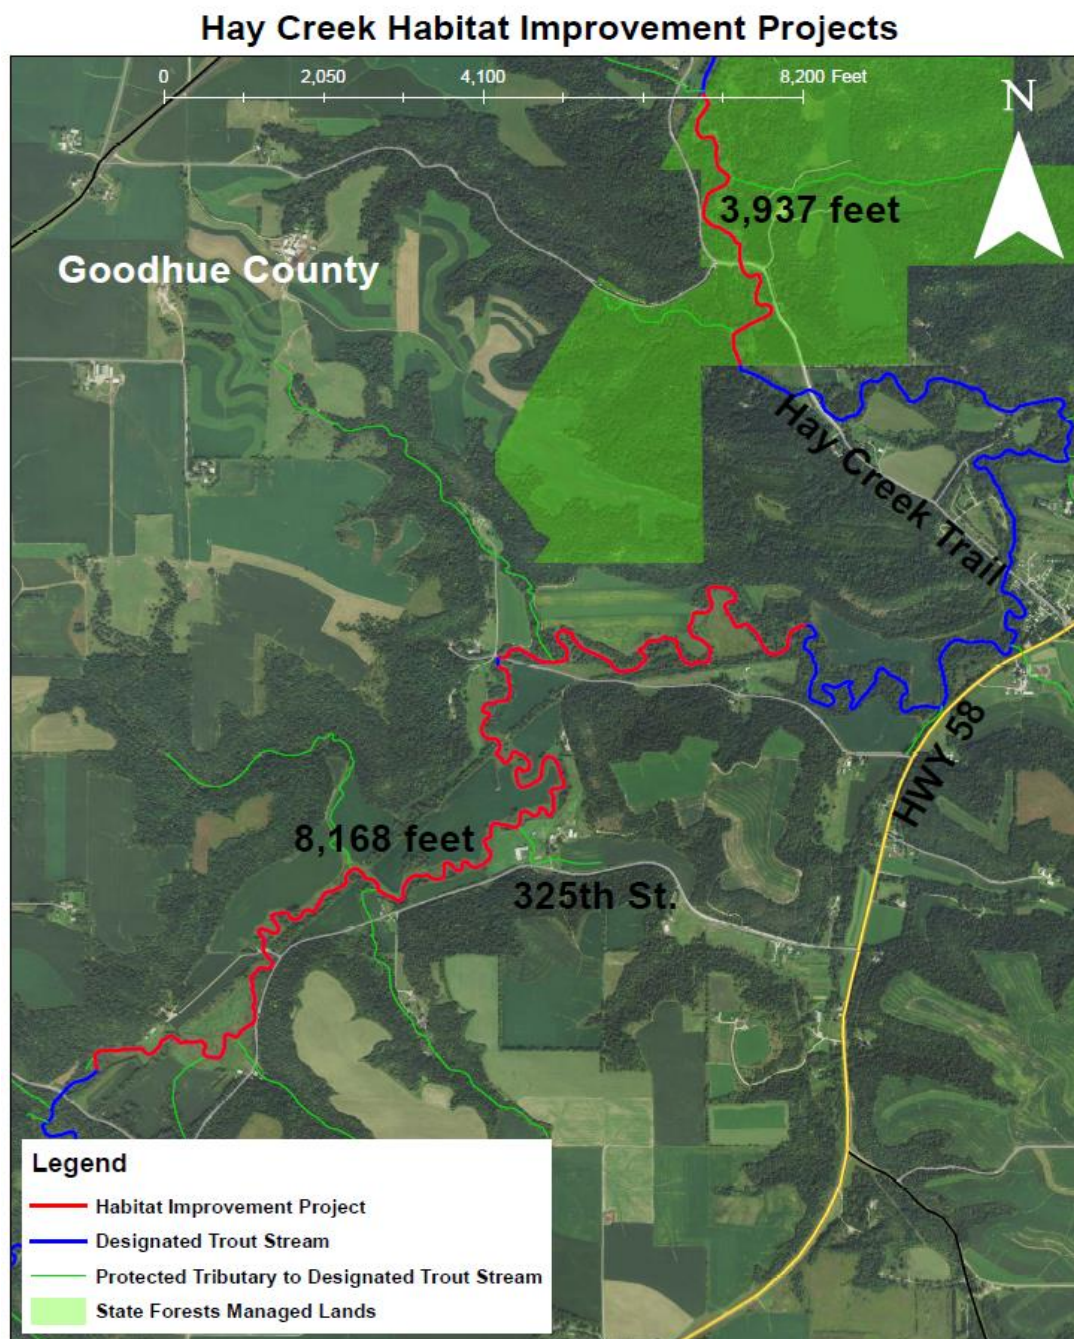 Hay Creek Habitat Improvement Projects
0 2,050 4,100 8,200 Feet
N
3,937 feet
Goodhue County
Hay Creek Trail
HWY 58
8,168 feet
325th St.
Legend
Habitat Improvement Project
Designated Trout Stream
Protected Tributary to Designated Trout Stream
State Forests Managed Lands